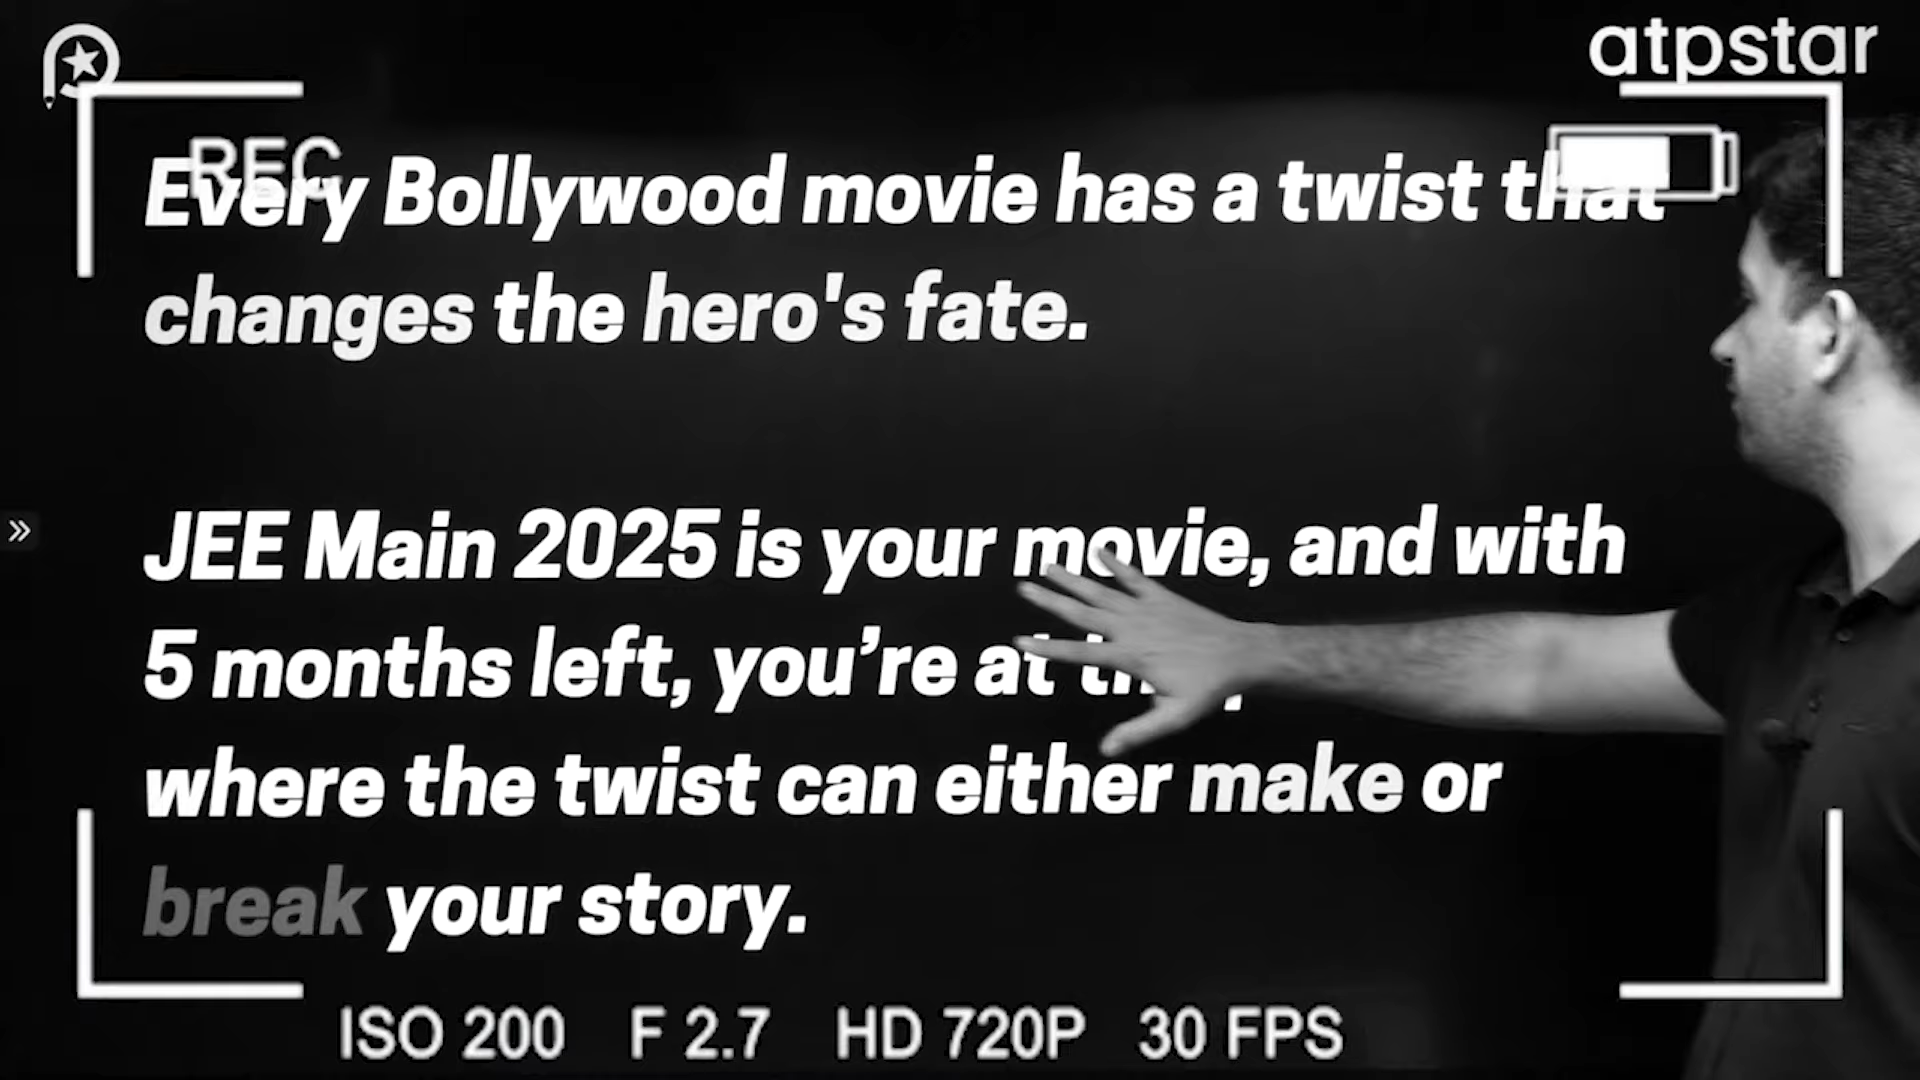 atpstar
REC
Every Bollywood movie has a twist that
changes the hero's fate.
JEE Main 2025 is your movie, and with
5 months left, you’re at
where the twist can either make or
break your story.
ISO 200 F 2.7 HD 720P 30 FPS